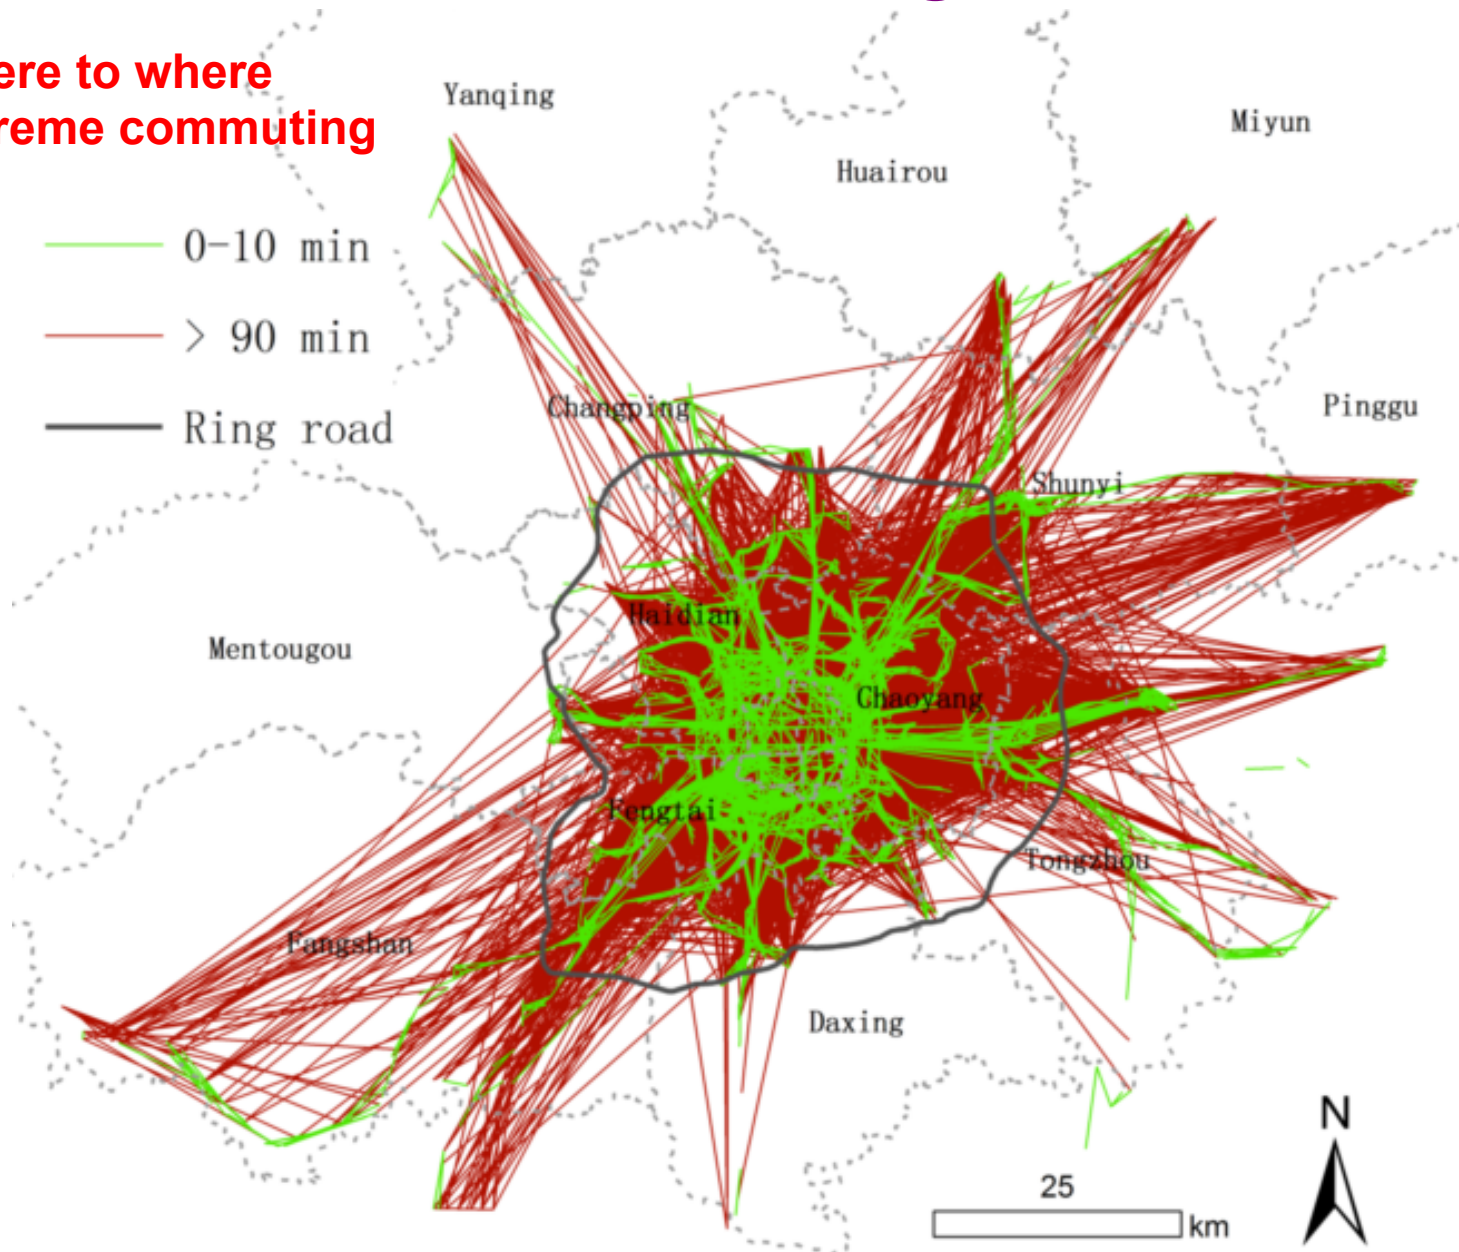 ere to where
reme commuting
Yanqing
Miyun
Huairou
0-10 min
> 90 min
Ring road
Changping
Pinggu
Shunyi
Haidian
Mentougou
Chaoyang
Fengtai
Tongzhou
Fangshan
Daxing
N
25
km